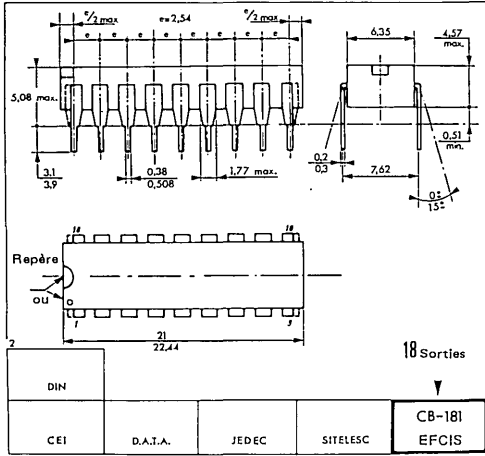 e/2 max
e=2,54
e/2 max
e e e e e e e e
6,35
4,57
max.
5,08 max.
0,51
min.
3,1
3,9
0,38
0,508
1,77 max.
0,2
0,3
7,62
0°
15°
18
10
Repère
ou
1
21
22,44
2
18 Sorties
DIN
CEI
D.A.T.A.
JEDEC
SITELESC
CB-181
EFCIS